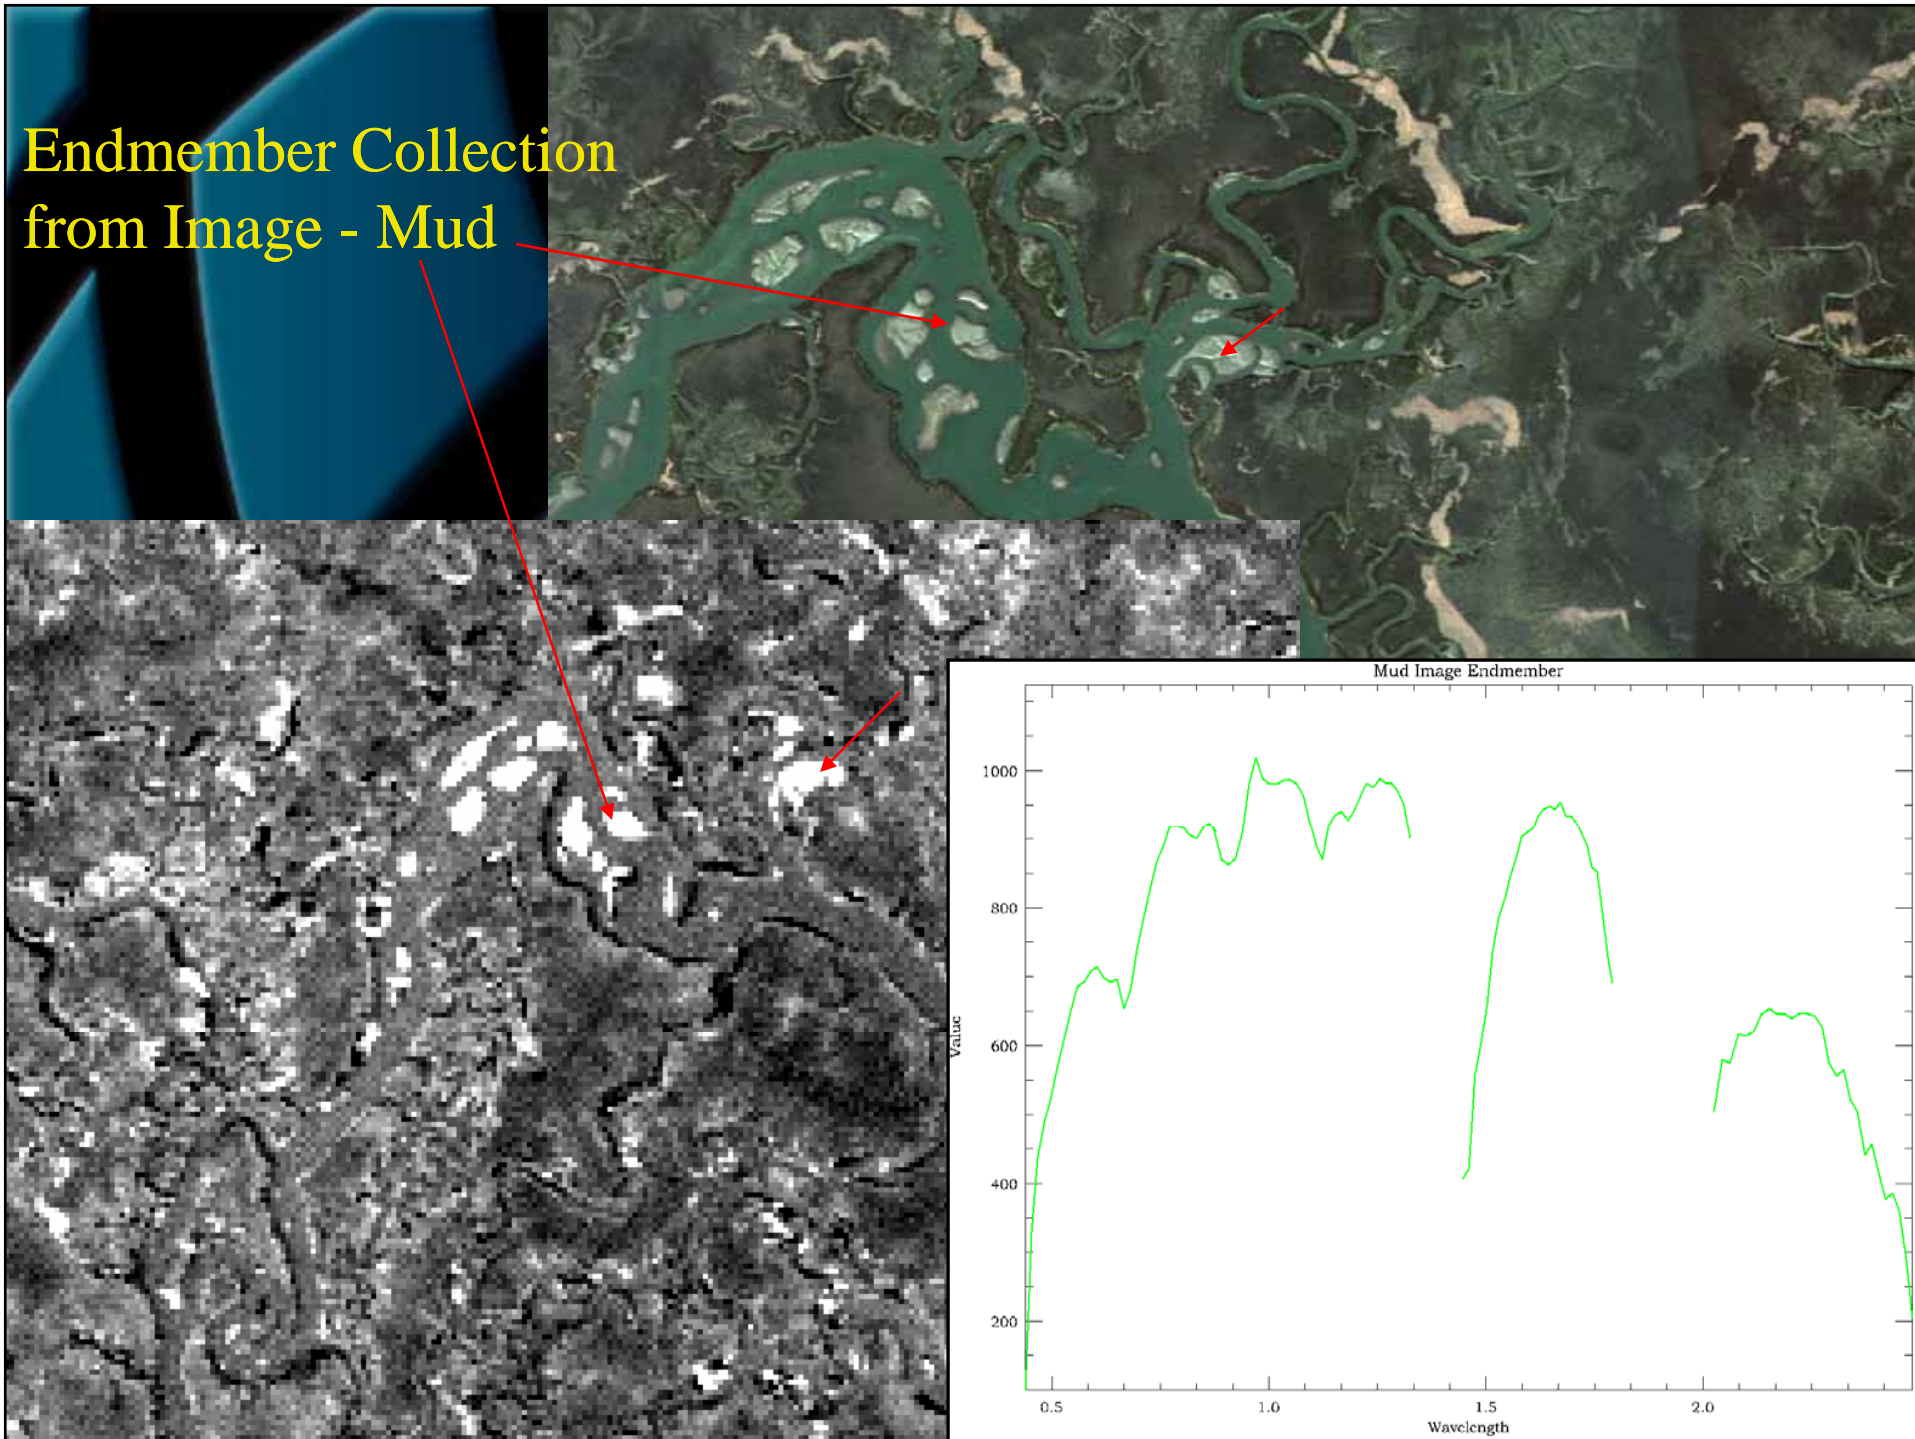 Endmember Collection
from Image - Mud
Mud Image Endmember
1000
800
600
400
200
Value
0.5 1.0 1.5 2.0
Wavelength